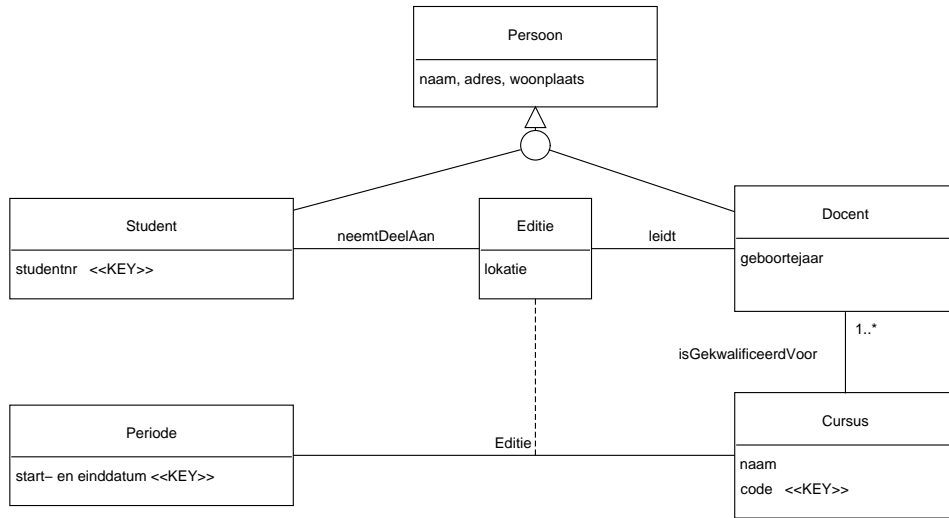 Persoon
naam, adres, woonplaats
Student
studentnr <<KEY>>
neemtDeelAan
Editie
lokatie
leidt
Docent
geboortejaar
1..*
isGekwalificeerdVoor
Periode
start– en einddatum <<KEY>>
Editie
Cursus
naam
code <<KEY>>